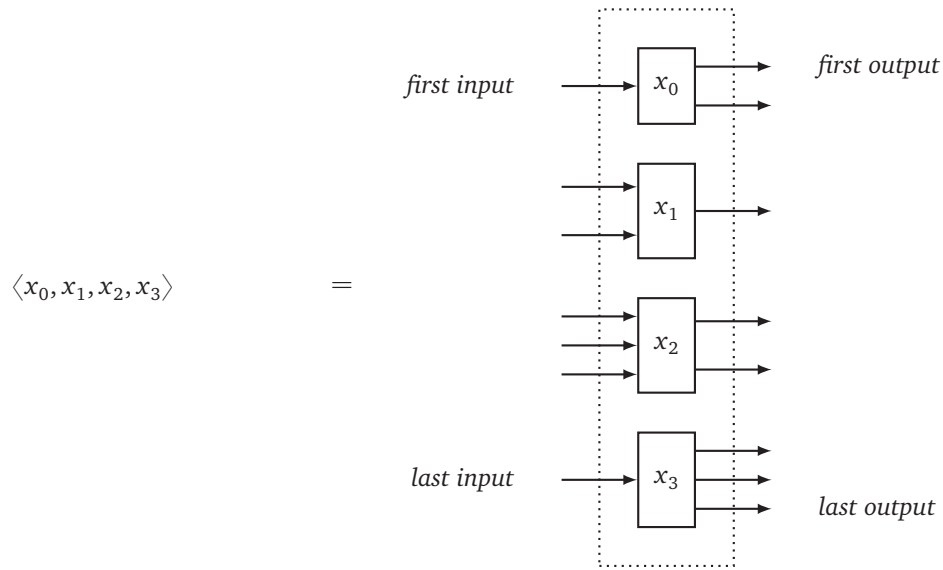 first input
x₀
first output
x₁
⟨x₀, x₁, x₂, x₃⟩
=
x₂
last input
x₃
last output